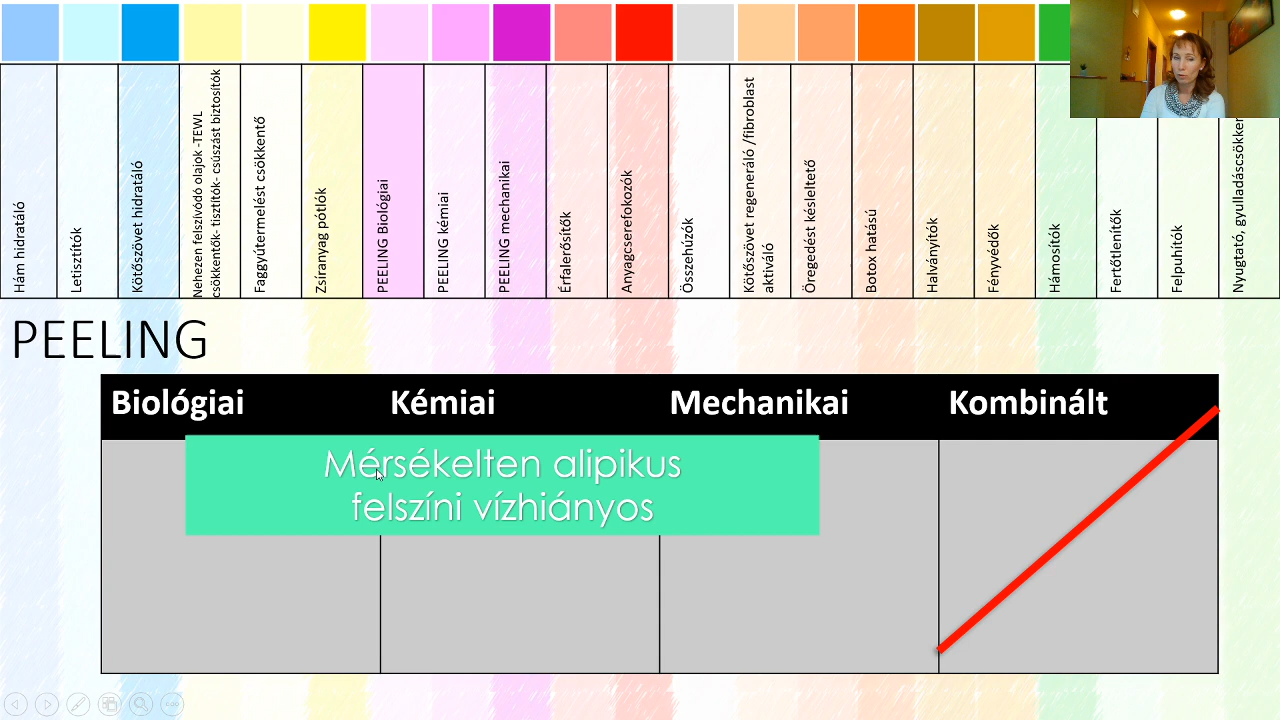 Hám hidratáló
Letisztítók
Kötőszövet hidratáló
Nehezen felszívódó olajok -TEWL
csökkentők- tisztítók- csúszást biztosítók
Faggyútermelést csökkentő
Zsíranyag pótlók
PEELING Biológiai
PEELING kémiai
PEELING mechanikai
Érfalerősítők
Anyagcserefokozók
Összehúzók
Kötőszövet regeneráló /fibroblast
aktiváló
Öregedést késleltető
Botox hatású
Halványítók
Fényvédők
Hámosítók
Fertőtlenítők
Felpuhítók
Nyugtató, gyulladáscsökken
PEELING
Biológiai
Kémiai
Mechanikai
Kombinált
Mérsékelten alipikus
felszíni vízhiányos